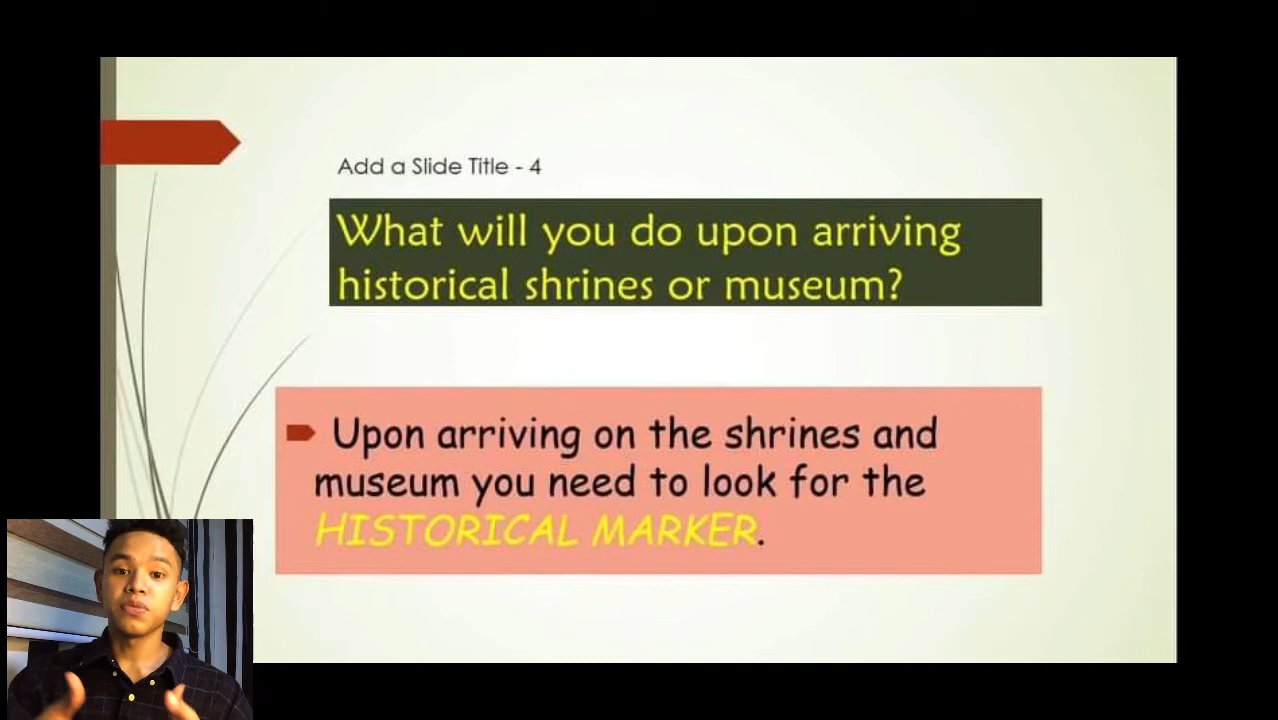 Add a Slide Title - 4
What will you do upon arriving
historical shrines or museum?
Upon arriving on the shrines and
museum you need to look for the
HISTORICAL MARKER.